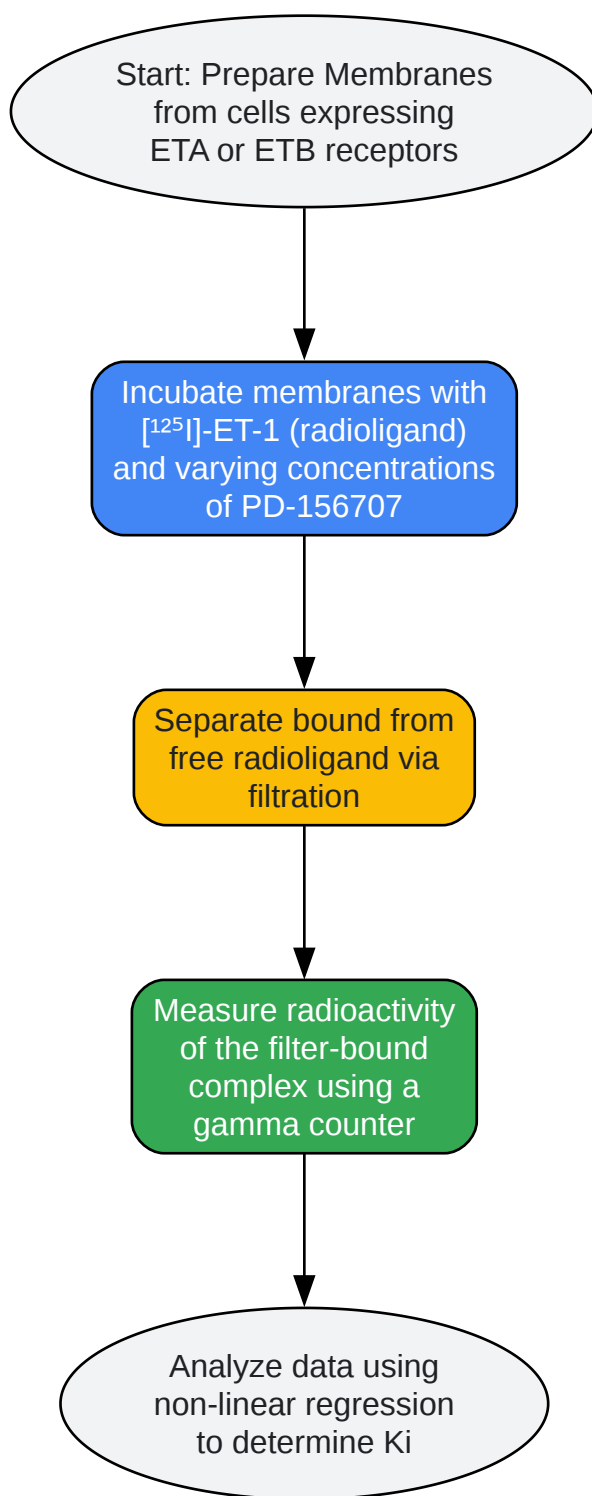 Start: Prepare Membranes
from cells expressing
ETA or ETB receptors
Incubate membranes with
[¹²⁵I]-ET-1 (radioligand)
and varying concentrations
of PD-156707
Separate bound from
free radioligand via
filtration
Measure radioactivity
of the filter-bound
complex using a
gamma counter
Analyze data using
non-linear regression
to determine Ki